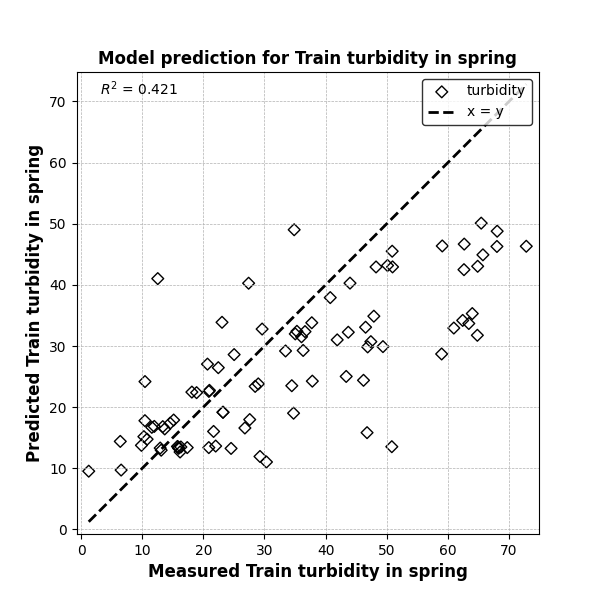 Model prediction for Train turbidity in spring
R² = 0.421
turbidity
x = y
Predicted Train turbidity in spring
70
60
50
40
30
20
10
0
0 10 20 30 40 50 60 70
Measured Train turbidity in spring